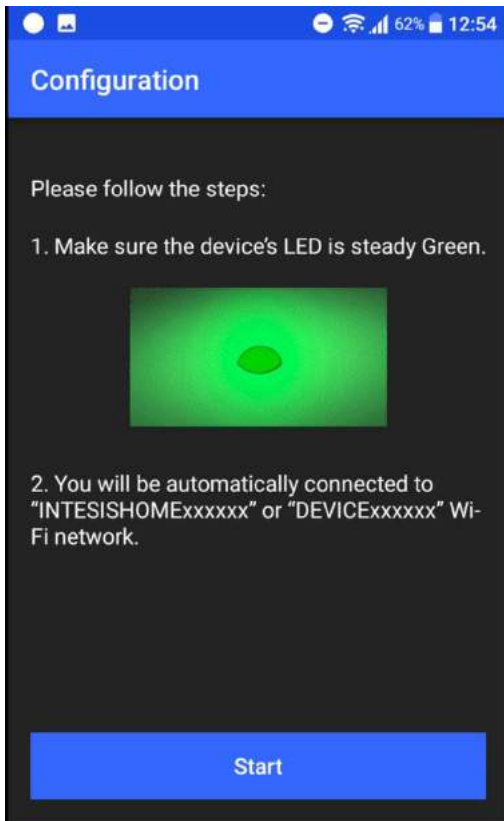 62% 12:54
Configuration
Please follow the steps:
1. Make sure the device's LED is steady Green.
2. You will be automatically connected to
“INTESISHOMExxxxxx” or “DEVICExxxxxx” Wi-
Fi network.
Start